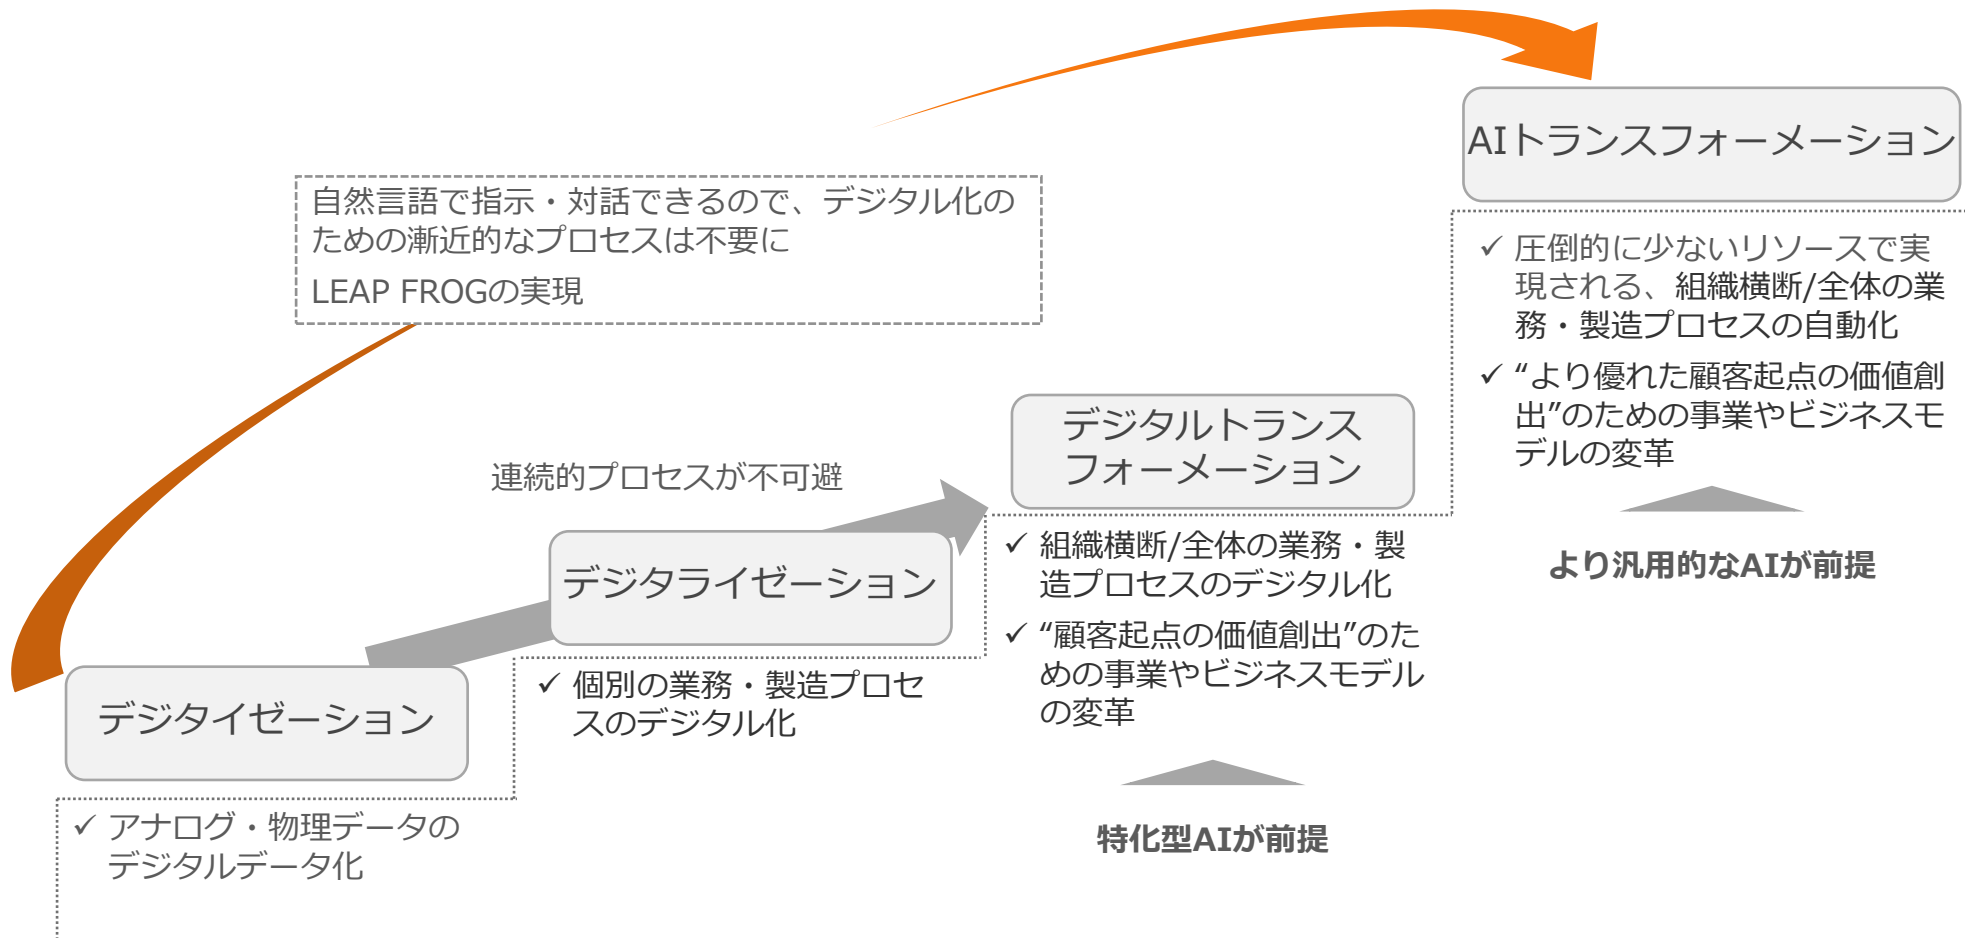 AIトランスフォーメーション
自然言語で指示・対話できるので、デジタル化の
ための漸近的なプロセスは不要に
LEAP FROGの実現
✓ 圧倒的に少ないリソースで実
現される、組織横断/全体の業
務・製造プロセスの自動化
✓ “より優れた顧客起点の価値創
出”のための事業やビジネスモ
デルの変革
より汎用的なAIが前提
連続的プロセスが不可避
デジタルトランス
フォーメーション
✓ 組織横断/全体の業務・製
造プロセスのデジタル化
✓ “顧客起点の価値創出”のた
めの事業やビジネスモデル
の変革
特化型AIが前提
デジタライゼーション
✓ 個別の業務・製造プロセ
スのデジタル化
デジタイゼーション
✓ アナログ・物理データの
デジタルデータ化